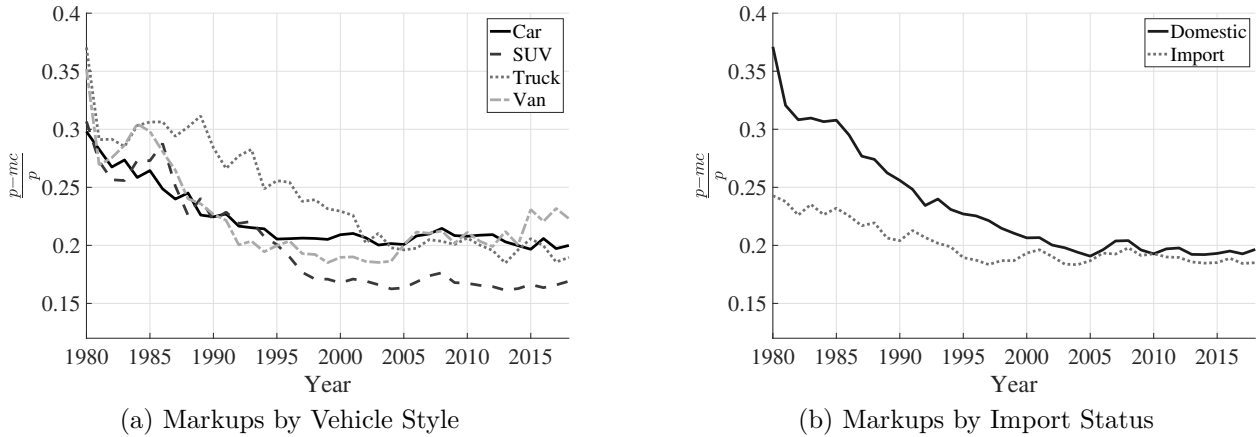 0.4
0.35
0.3
0.25
0.2
0.15
p−mc
p
Car
SUV
Truck
Van
1980 1985 1990 1995 2000 2005 2010 2015
Year
(a) Markups by Vehicle Style
0.4
0.35
0.3
0.25
0.2
0.15
p−mc
p
Domestic
Import
1980 1985 1990 1995 2000 2005 2010 2015
Year
(b) Markups by Import Status